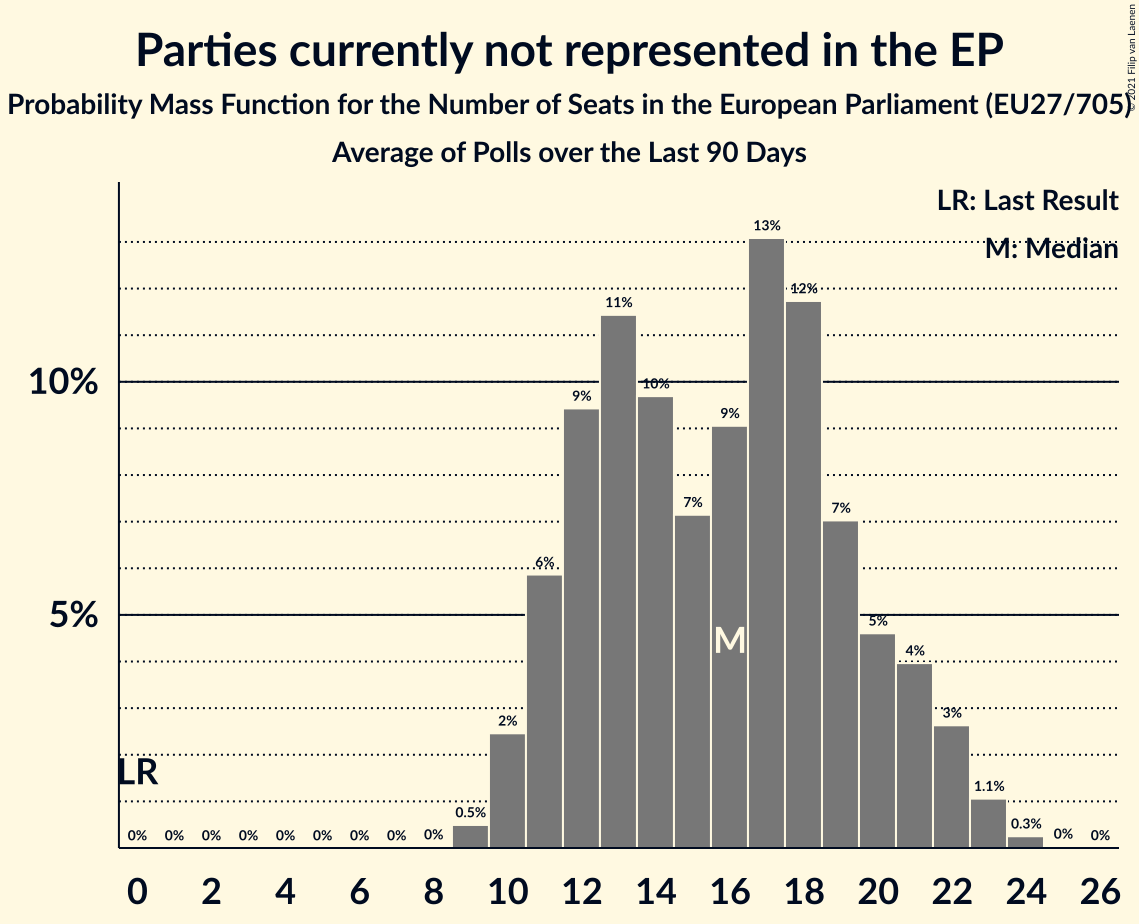 Parties currently not represented in the EP
Probability Mass Function for the Number of Seats in the European Parliament (EU27/705)
Average of Polls over the Last 90 Days
© 2021 Filip van Laenen
LR: Last Result
M: Median
13%
12%
11%
10%
10%
9%
9%
7%
7%
6%
5%
5%
M
4%
3%
2%
LR
1.1%
0.5%
0.3%
0% 0% 0% 0% 0% 0% 0% 0% 0% 0% 0%
0 2 4 6 8 10 12 14 16 18 20 22 24 26